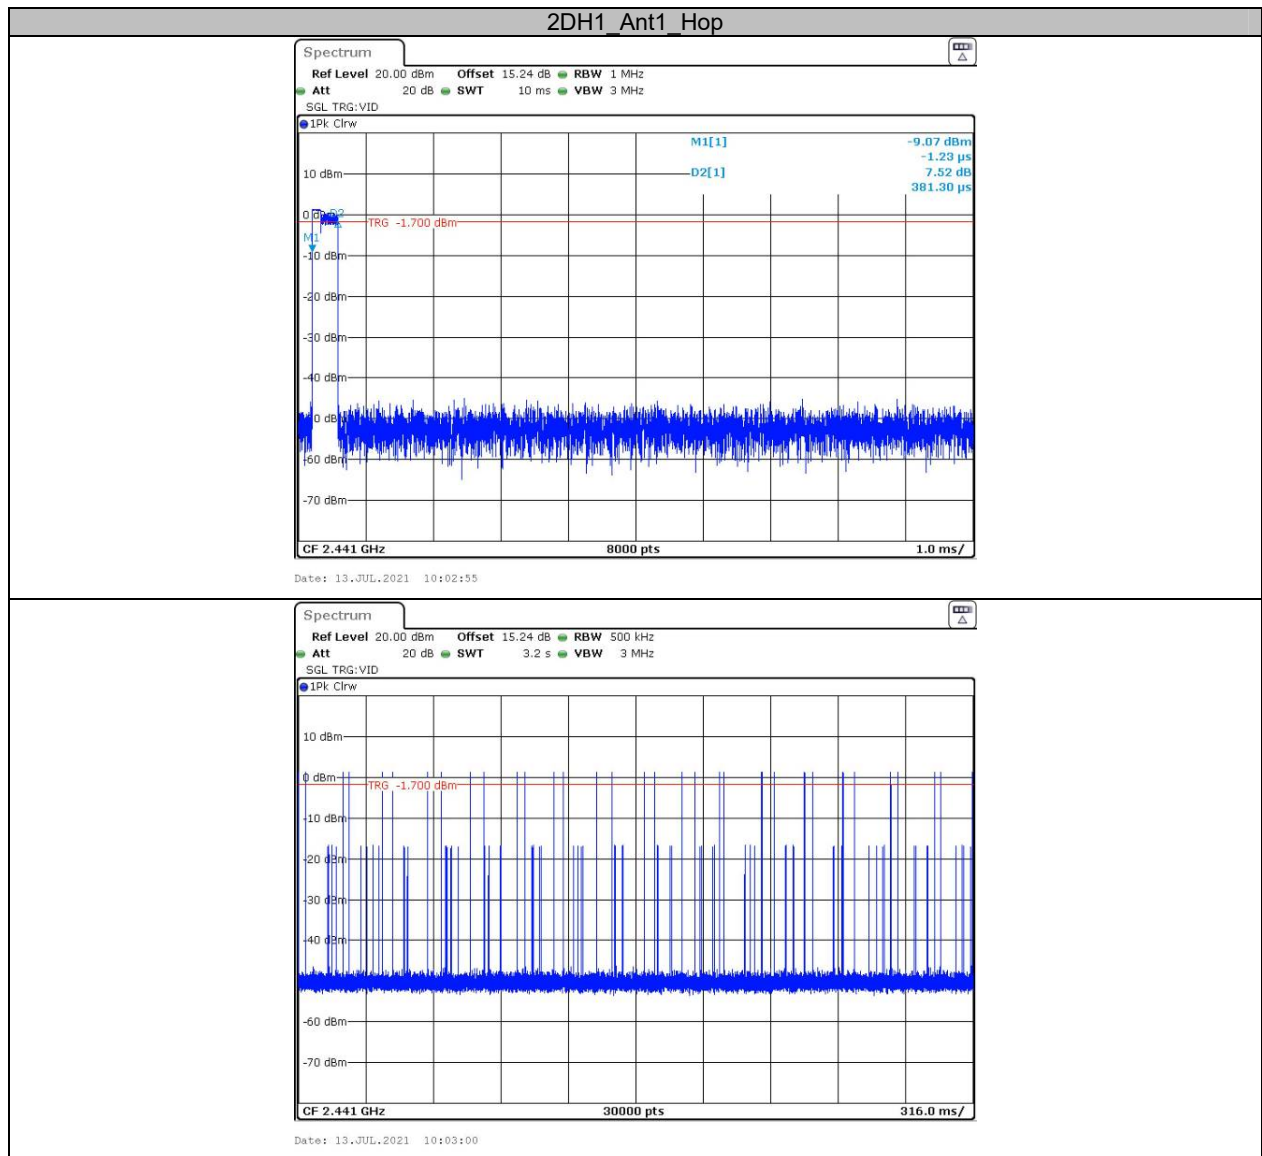 2DH1_Ant1_Hop
Spectrum
Ref Level 20.00 dBm Offset 15.24 dB RBW 1 MHz
Att 20 dB SWT 10 ms VBW 3 MHz
SGL TRG:VID
1Pk Clrw
M1[1] -9.07 dBm
-1.23 µs
10 dBm D2[1] 7.52 dB
381.30 µs
0 dBm D2
TRG -1.700 dBm
M1
-10 dBm
-20 dBm
-30 dBm
-40 dBm
-60 dBm
-70 dBm
CF 2.441 GHz 8000 pts 1.0 ms/
Date: 13.JUL.2021 10:02:55
Spectrum
Ref Level 20.00 dBm Offset 15.24 dB RBW 500 kHz
Att 20 dB SWT 3.2 s VBW 3 MHz
SGL TRG:VID
1Pk Clrw
10 dBm
0 dBm
TRG -1.700 dBm
-10 dBm
-20 dBm
-30 dBm
-40 dBm
-60 dBm
-70 dBm
CF 2.441 GHz 30000 pts 316.0 ms/
Date: 13.JUL.2021 10:03:00